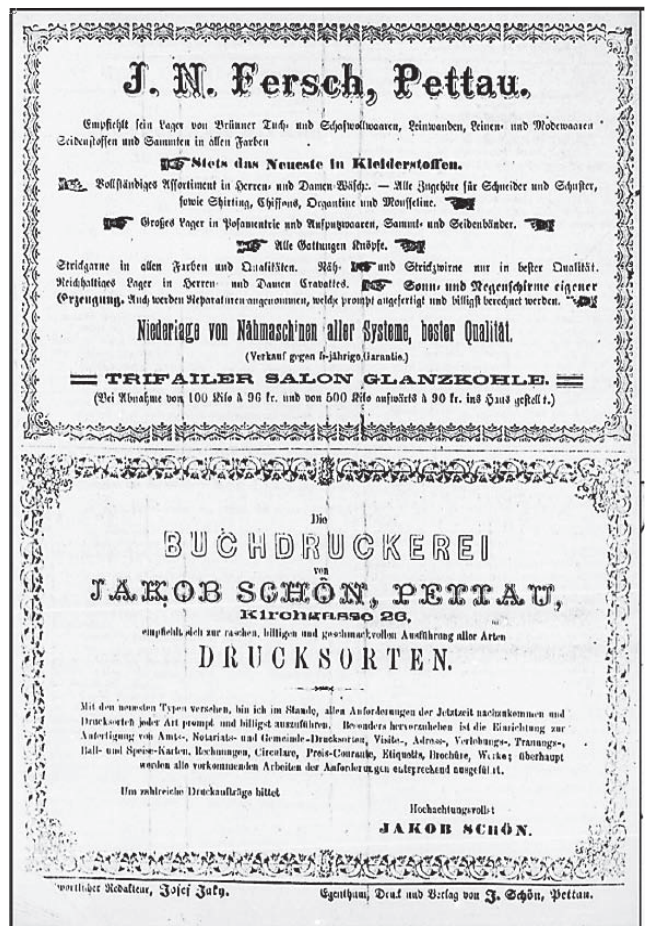 J. N. Fersch, Pettau.
Empfiehlt sein Lager von Brünner Tuch- und Schafwollwaaren, Leinwanden, Leinen- und Modewaaren
Seidenstoffen und Sammten in allen Farben
Stets das Neueste in Kleiderstoffen.
Vollständiges Assortiment in Herren- und Damen-Wäsche. — Alle Zugehöre für Schneider und Schuster,
sowie Shirting, Chiffons, Organtine und Mousseline.
Großes Lager in Posamentrie und Aufputzwaaren, Sammt- und Seidenbänder.
Alle Gattungen Knöpfe.
Strickgarne in allen Farben und Qualitäten. Näh- und Strickzwirne nur in bester Qualität.
Reichhaltiges Lager in Herren- und Damen Cravattes. Sonn- und Regenschirme eigener
Erzeugung. Auch werden Reparaturen angenommen, welche prompt angefertigt und billigst berechnet werden.
Niederlage von Nähmaschinen aller Systeme, bester Qualität.
(Verkauf gegen jährige Garantie.)
TRIFAILER SALON GLANZKOHLE.
(Bei Abnahme von 100 Kilo à 96 kr. und von 500 Kilo aufwärts à 90 kr. ins Haus gestellt.)
Die
BUCHDRUCKEREI
von
JAKOB SCHÖN, PETTAU,
Kirchgasse 26,
empfiehlt sich zur raschen, billigen und geschmackvollen Ausführung aller Arten
DRUCKSORTEN.
Mit den neuesten Typen versehen, bin ich im Stande, allen Anforderungen der Jetztzeit nachzukommen und
Drucksorten jeder Art prompt und billigst auszuführen. Besonders hervorzuheben ist die Einrichtung zur
Anfertigung von Amts-, Notariats- und Gemeinde-Drucksorten, Visite-, Adress-, Verlobungs-, Trauungs-,
Ball- und Speise-Karten, Rechnungen, Circulare, Preis-Courante, Etiquetts, Brochüre, Werke; überhaupt
werden alle vorkommenden Arbeiten der Anforderungen entsprechend ausgeführt.
Um zahlreiche Druckaufträge bittet
Hochachtungsvollst
JAKOB SCHÖN.
wortlicher Redakteur, Josef Jaky.
Egenthum, Druk und Verlag von J. Schön, Pettau.